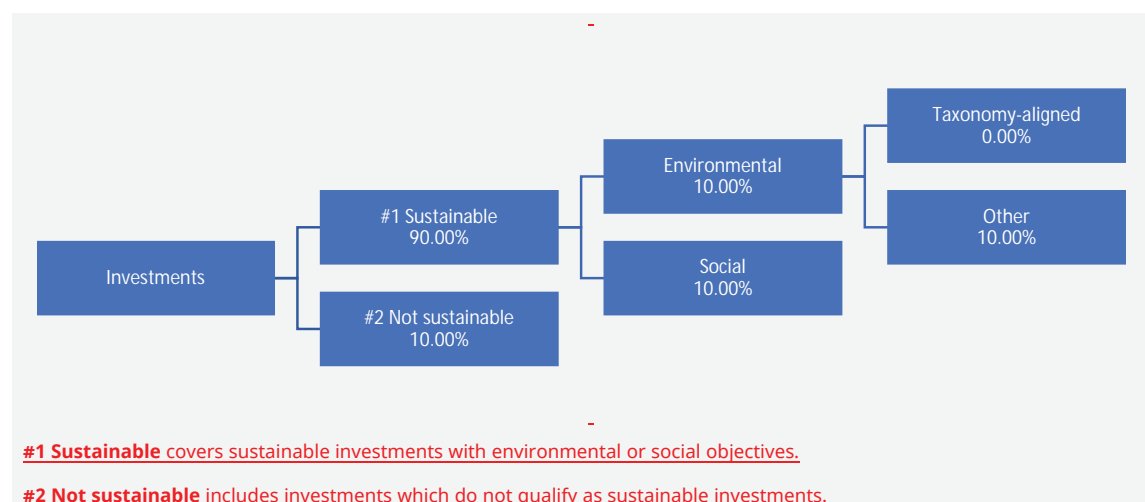 Taxonomy-aligned
0.00%
Environmental
10.00%
#1 Sustainable
90.00%
Other
10.00%
Investments
Social
10.00%
#2 Not sustainable
10.00%
#1 Sustainable covers sustainable investments with environmental or social objectives.
#2 Not sustainable includes investments which do not qualify as sustainable investments.